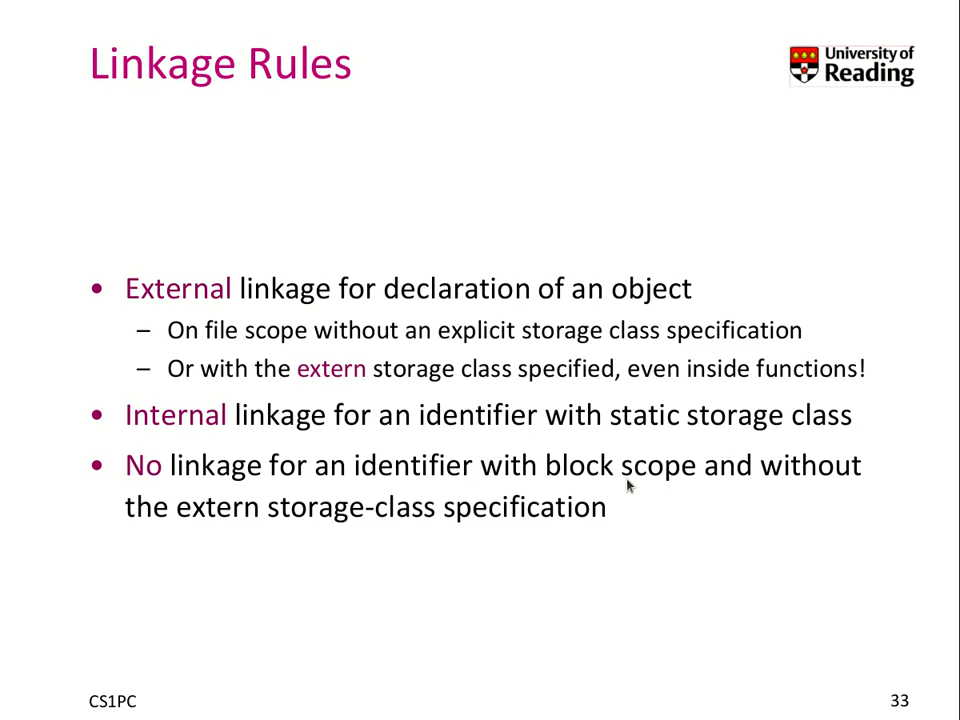 Linkage Rules
University of
Reading
• External linkage for declaration of an object
– On file scope without an explicit storage class specification
– Or with the extern storage class specified, even inside functions!
• Internal linkage for an identifier with static storage class
• No linkage for an identifier with block scope and without
the extern storage-class specification
CS1PC
33